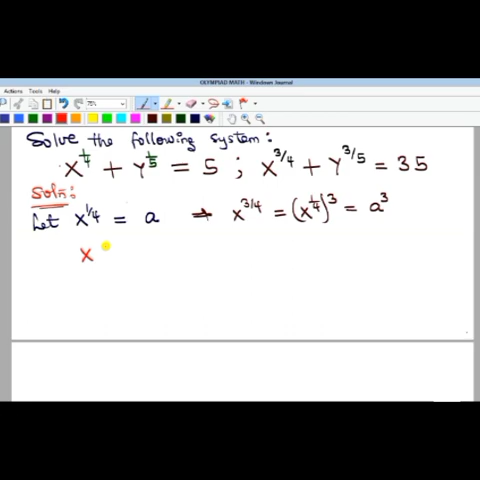 OLYMPIAD MATH - Windows Journal
Actions Tools Help
Solve the following system:
x^{1/4} + y^{1/5} = 5 ; x^{3/4} + y^{3/5} = 35
Soln:
Let x^{1/4} = a → x^{3/4} = (x^{1/4})^3 = a^3
x